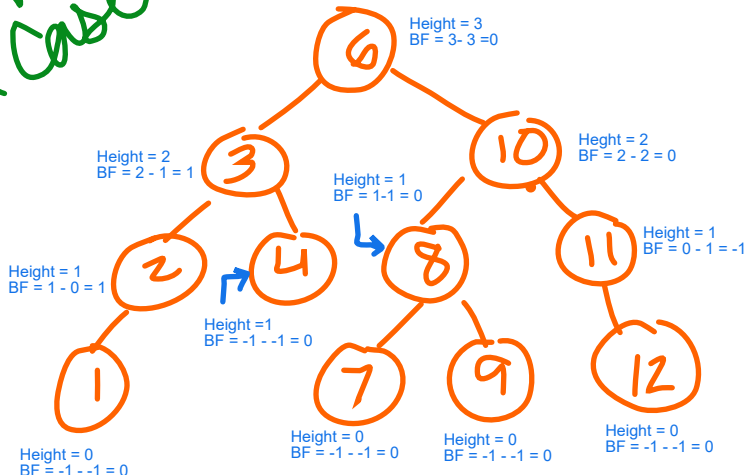 Case
6
Height = 3
BF = 3- 3 =0
3
Height = 2
BF = 2 - 1 = 1
10
Height = 2
BF = 2 - 2 = 0
2
Height = 1
BF = 1 - 0 = 1
4
Height =1
BF = -1 - -1 = 0
8
Height = 1
BF = 1-1 = 0
11
Height = 1
BF = 0 - 1 = -1
1
Height = 0
BF = -1 - -1 = 0
7
Height = 0
BF = -1 - -1 = 0
9
Height = 0
BF = -1 - -1 = 0
12
Height = 0
BF = -1 - -1 = 0